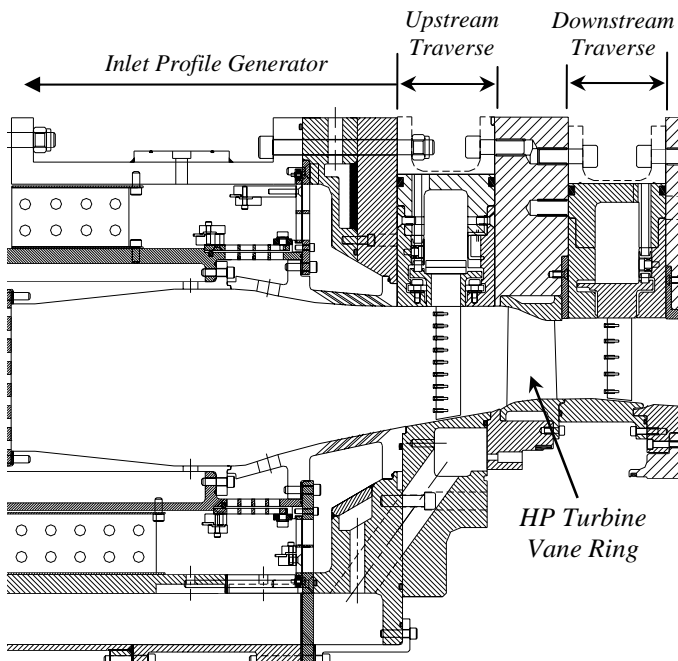 Upstream
Traverse
Downstream
Traverse
Inlet Profile Generator
HP Turbine
Vane Ring